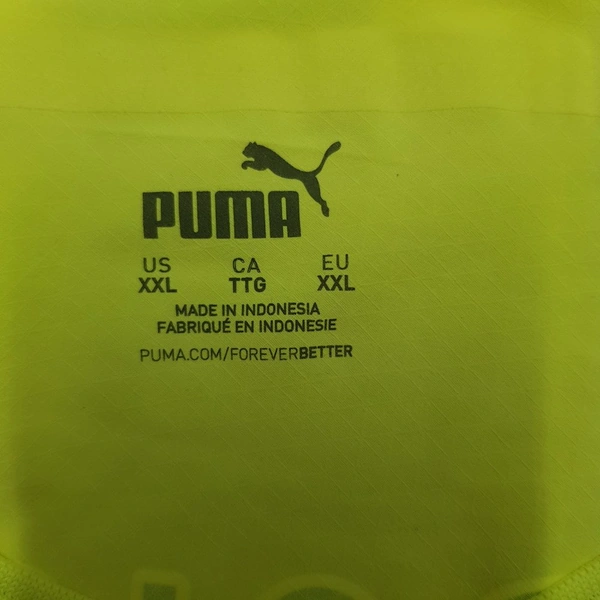 PUMA
US CA EU
XXL TTG XXL
MADE IN INDONESIA
FABRIQUÉ EN INDONESIE
PUMA.COM/FOREVERBETTER